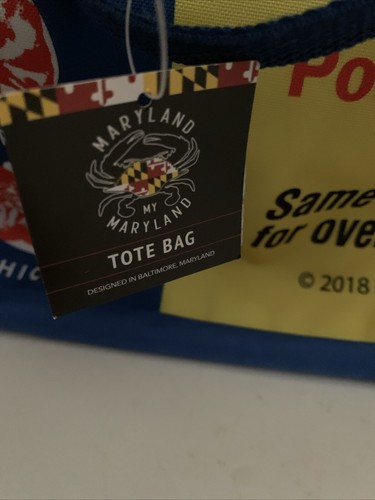 MARYLAND
MY
MARYLAND
TOTE BAG
DESIGNED IN BALTIMORE, MARYLAND
Po
Same
for ove
© 2018
HIC